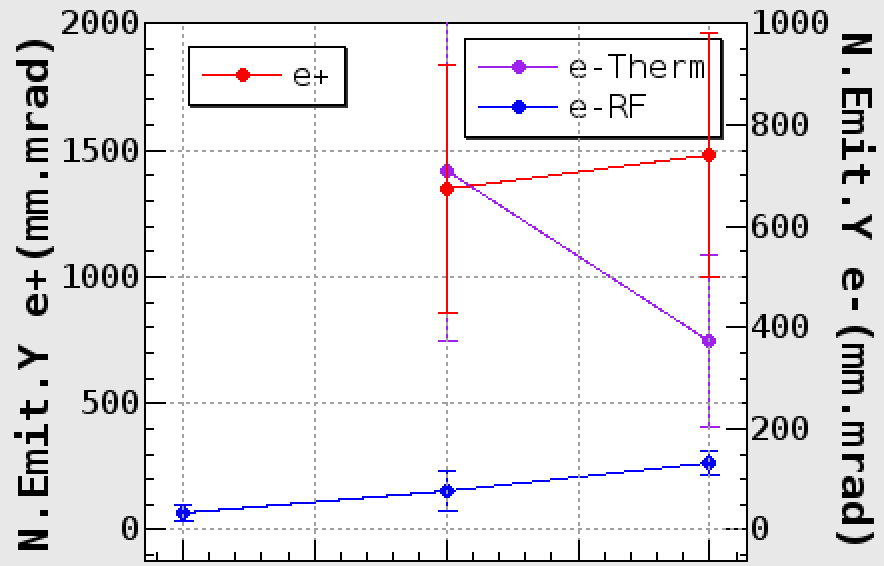 2000
1500
1000
500
0
N.Emit.Y e+(mm.mrad)
e+
e-Therm
e-RF
1000
800
600
400
200
0
N.Emit.Y e-(mm.mrad)